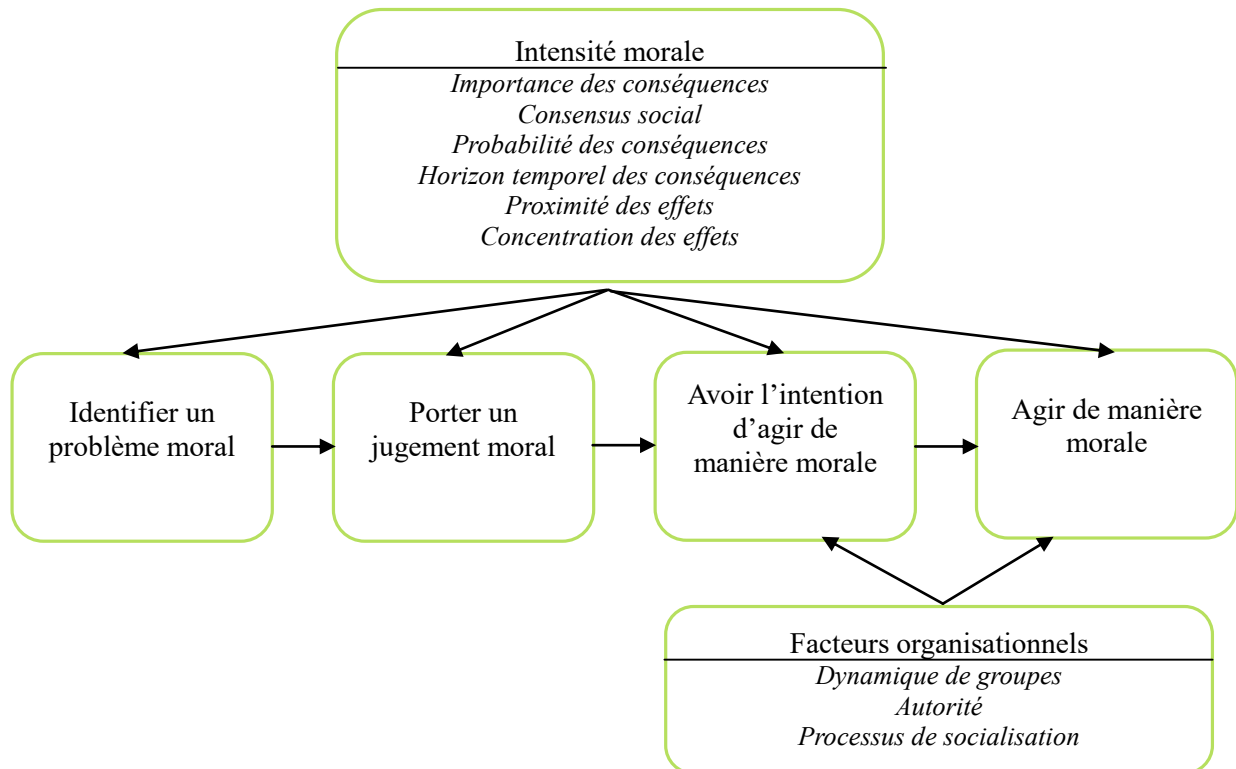 Intensité morale
Importance des conséquences
Consensus social
Probabilité des conséquences
Horizon temporel des conséquences
Proximité des effets
Concentration des effets
Identifier un
problème moral
Porter un
jugement moral
Avoir l’intention
d’agir de
manière morale
Agir de manière
morale
Facteurs organisationnels
Dynamique de groupes
Autorité
Processus de socialisation